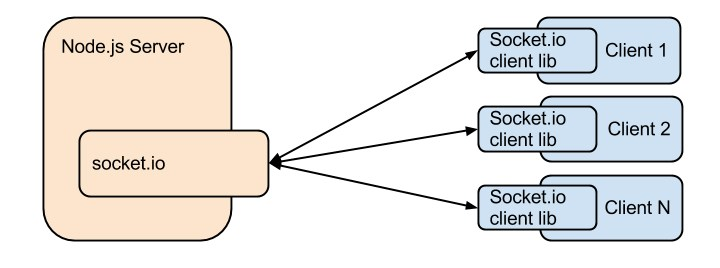 Node.js Server
socket.io
Socket.io
client lib
Client 1
Socket.io
client lib
Client 2
Socket.io
client lib
Client N